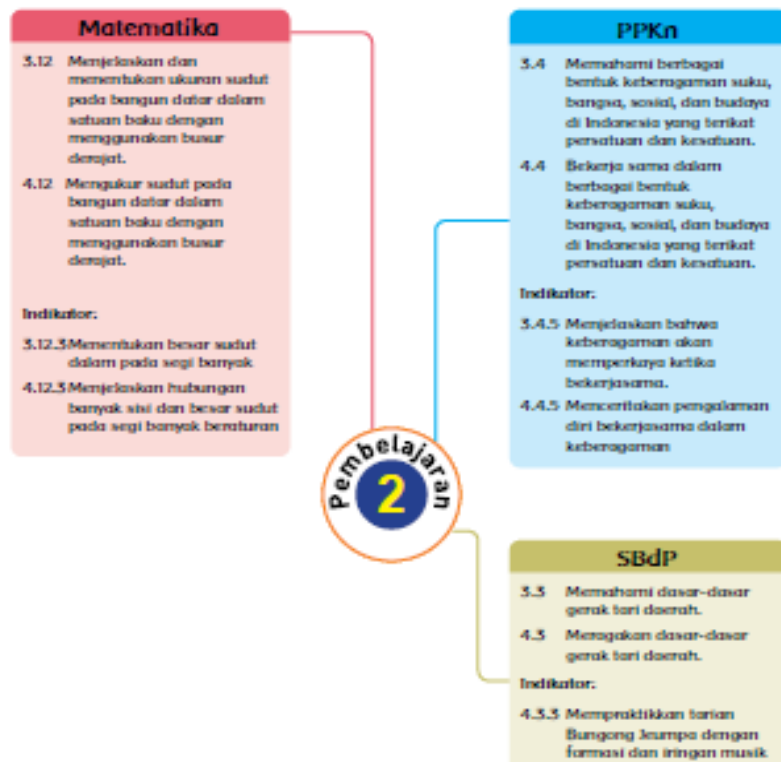 Matematika
3.12 Menjelaskan dan
menentukan ukuran sudut
pada bangun datar dalam
satuan baku dengan
menggunakan busur
derajat.
4.12 Mengukur sudut pada
bangun datar dalam
satuan baku dengan
menggunakan busur
derajat.
Indikator:
3.12.3 Menentukan besar sudut
dalam pada segi banyak
4.12.3 Menjelaskan hubungan
banyak sisi dan besar sudut
pada segi banyak beraturan
PPKn
3.4 Memahami berbagai
bentuk keberagaman suku,
bangsa, sosial, dan budaya
di Indonesia yang terikat
persatuan dan kesatuan.
4.4 Bekerja sama dalam
berbagai bentuk
keberagaman suku,
bangsa, sosial, dan budaya
di Indonesia yang terikat
persatuan dan kesatuan.
Indikator:
3.4.5 Menjelaskan bahwa
keberagaman akan
memperkaya ketika
bekerjasama.
4.4.5 Menceritakan pengalaman
diri bekerjasama dalam
keberagaman
Pembelajaran
2
SBdP
3.3 Memahami dasar-dasar
gerak tari daerah.
4.3 Meragakan dasar-dasar
gerak tari daerah.
Indikator:
4.3.3 Mempraktikkan tarian
Bungong Jeumpa dengan
formasi dan iringan musik